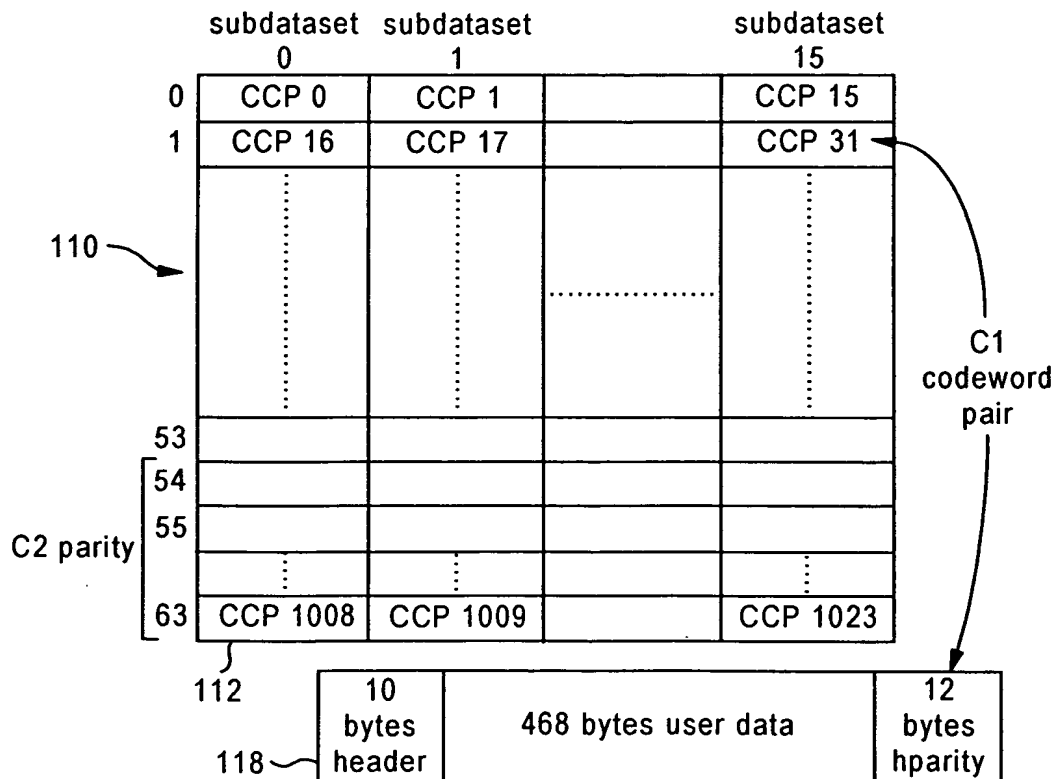 subdataset 0
subdataset 1
subdataset 15
0
CCP 0
CCP 1
CCP 15
1
CCP 16
CCP 17
CCP 31
110
C1
codeword
pair
53
54
55
C2 parity
63
CCP 1008
CCP 1009
CCP 1023
112
10
bytes
header
468 bytes user data
12
bytes
hparity
118